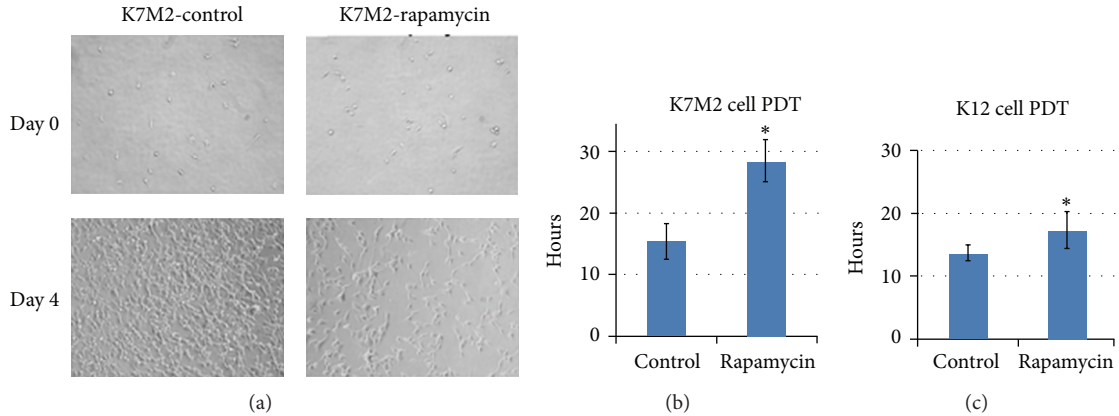 K7M2-control
K7M2-rapamycin
Day 0
Day 4
(a)
K7M2 cell PDT
Hours
30
20
10
0
*
Control
Rapamycin
(b)
K12 cell PDT
Hours
30
20
10
0
*
Control
Rapamycin
(c)